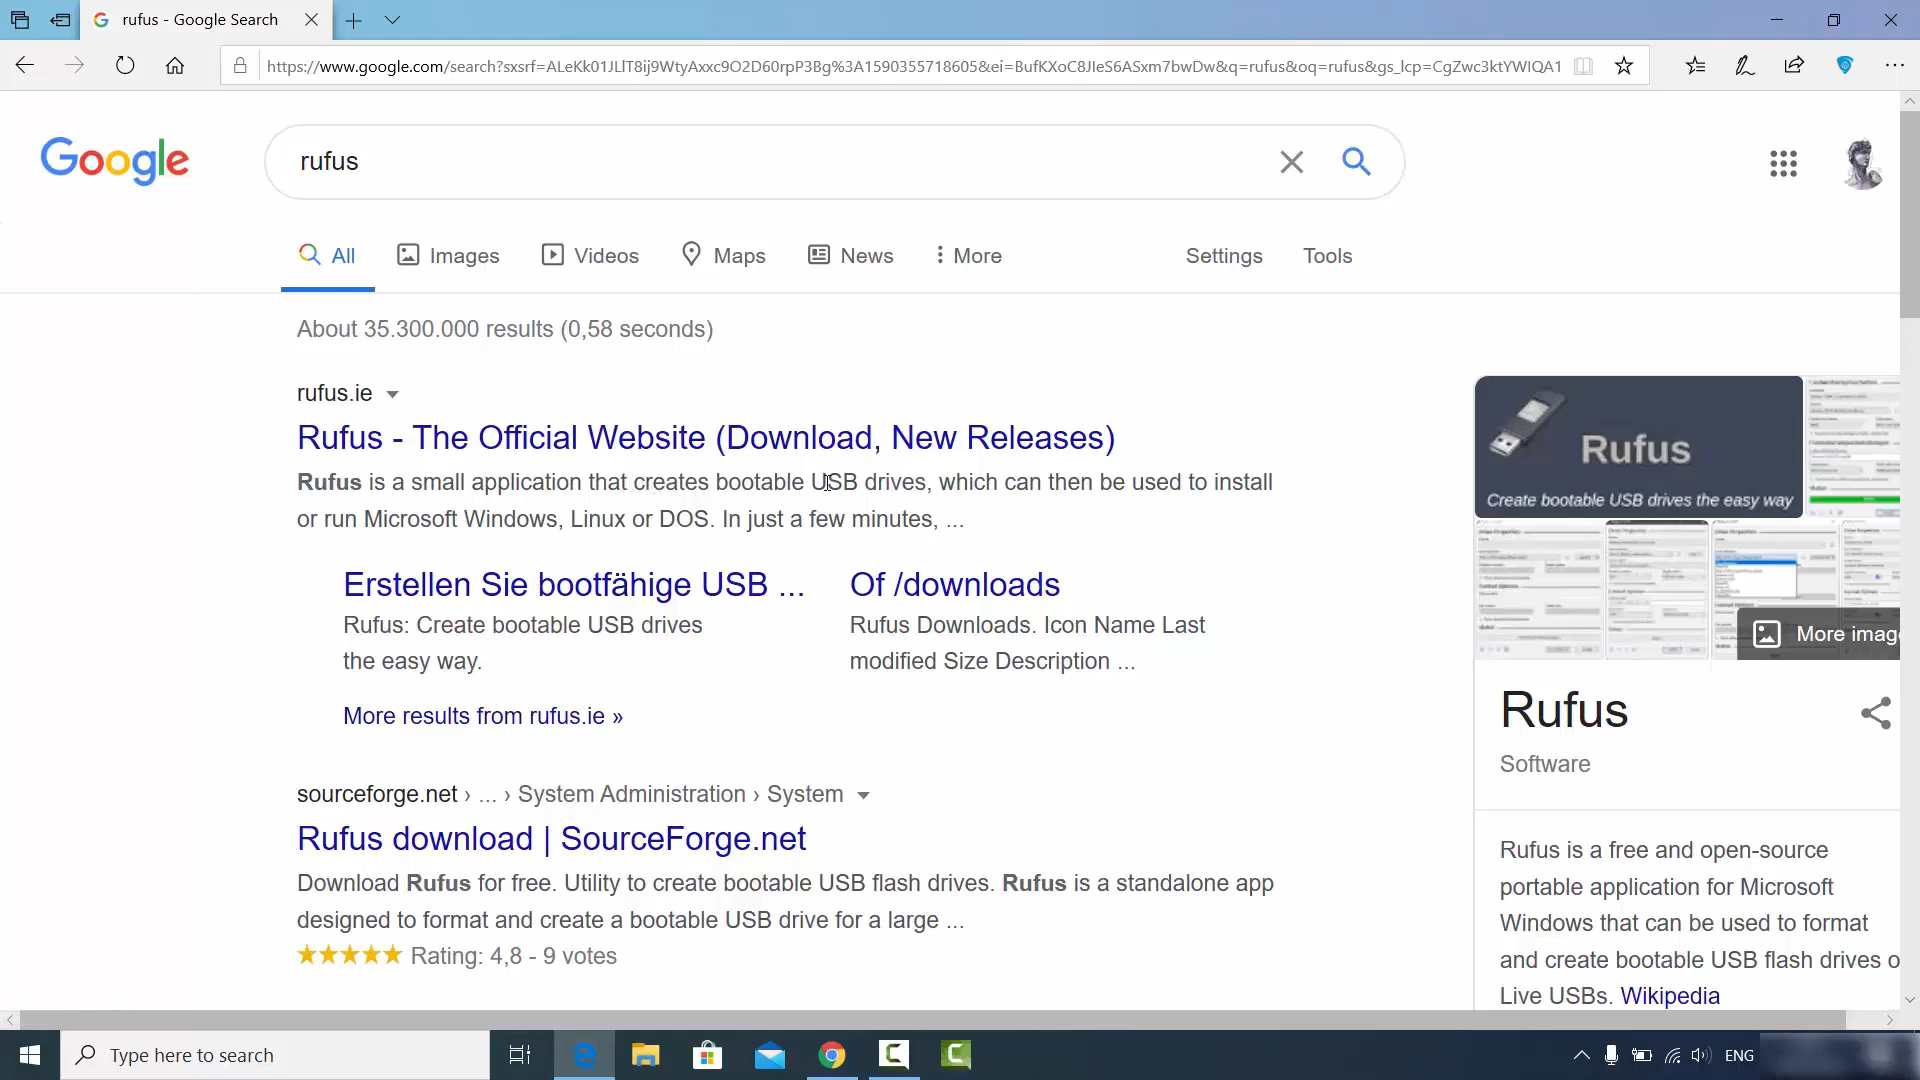 rufus - Google Search
https://www.google.com/search?sxsrf=ALeKk01JLlT8ij9WtyAxxc9O2D60rpP3Bg%3A1590355718605&ei=BufKXoC8JIeS6ASxm7bwDw&q=rufus&oq=rufus&gs_lcp=CgZwc3ktYWIQA1
Google
rufus
All
Images
Videos
Maps
News
More
Settings
Tools
About 35.300.000 results (0,58 seconds)
rufus.ie
Rufus - The Official Website (Download, New Releases)
Rufus is a small application that creates bootable USB drives, which can then be used to install
or run Microsoft Windows, Linux or DOS. In just a few minutes, ...
Erstellen Sie bootfähige USB ...
Rufus: Create bootable USB drives
the easy way.
Of /downloads
Rufus Downloads. Icon Name Last
modified Size Description ...
More results from rufus.ie »
sourceforge.net › ... › System Administration › System
Rufus download | SourceForge.net
Download Rufus for free. Utility to create bootable USB flash drives. Rufus is a standalone app
designed to format and create a bootable USB drive for a large ...
Rating: 4,8 - 9 votes
Rufus
Create bootable USB drives the easy way
More imag
Rufus
Software
Rufus is a free and open-source
portable application for Microsoft
Windows that can be used to format
and create bootable USB flash drives o
Live USBs. Wikipedia
Type here to search
ENG